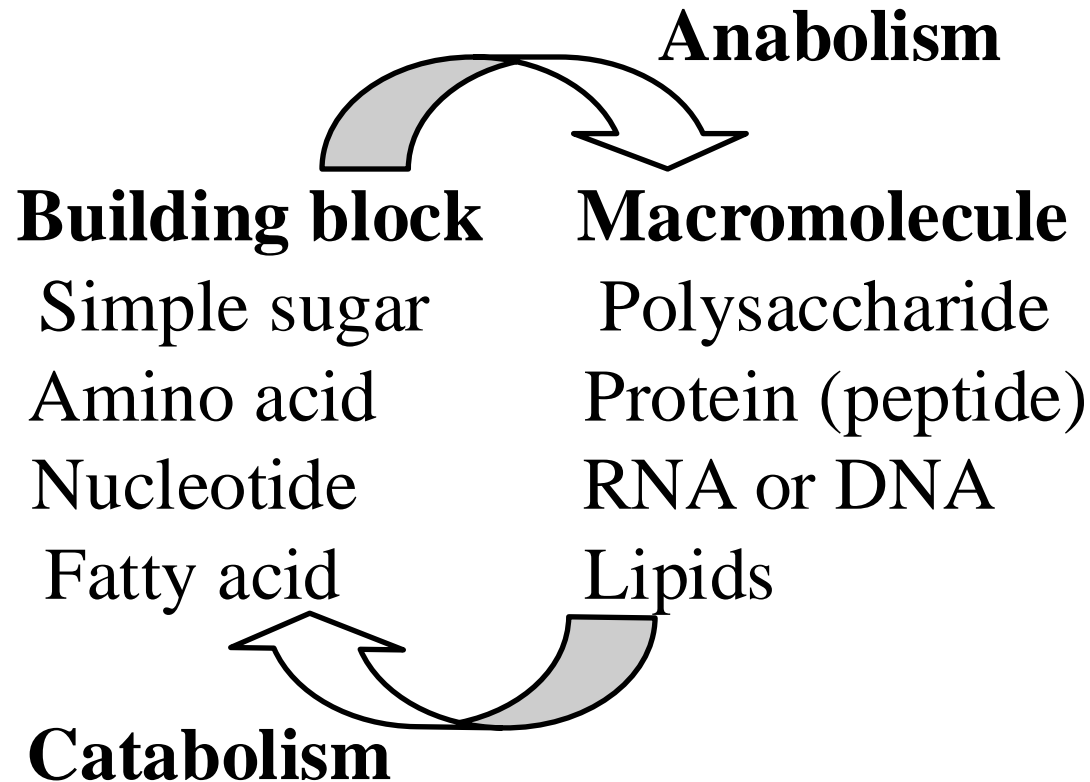 Anabolism
Building block Macromolecule
Simple sugar Polysaccharide
Amino acid Protein (peptide)
Nucleotide RNA or DNA
Fatty acid Lipids
Catabolism